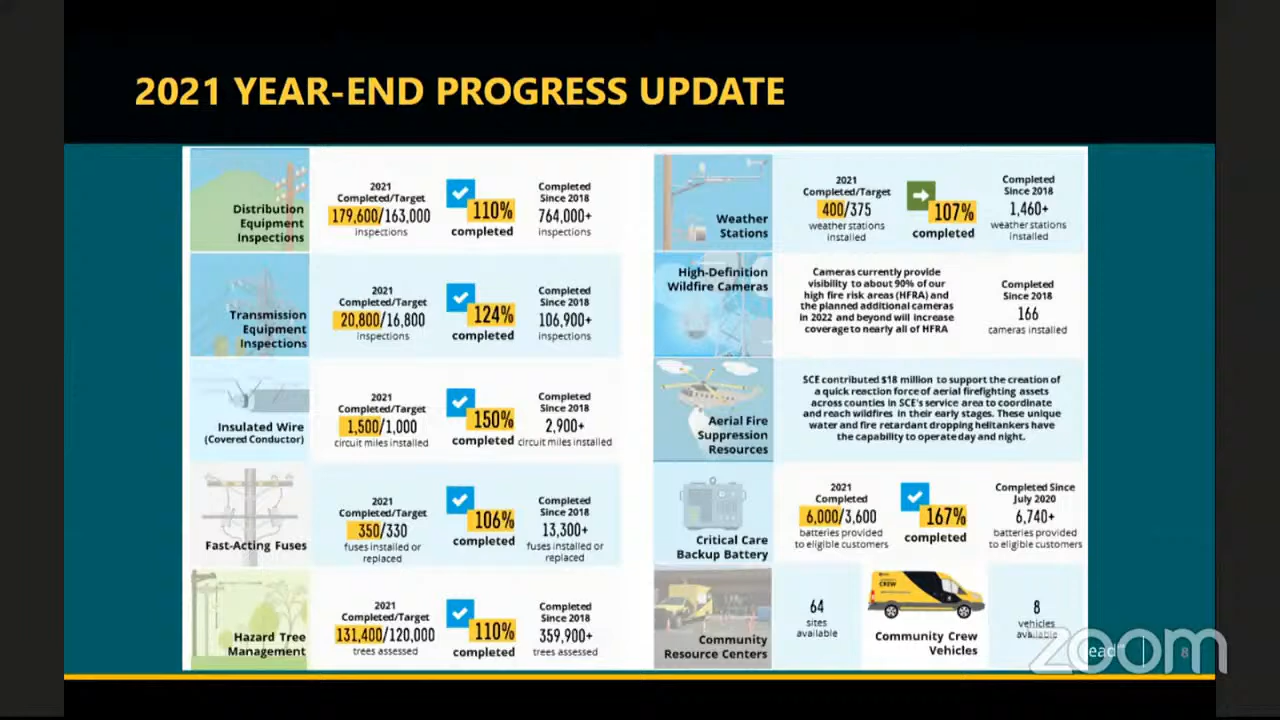 2021 YEAR-END PROGRESS UPDATE
Distribution
Equipment
Inspections
2021
Completed/Target
179,600/163,000
inspections
110%
completed
Completed
Since 2018
764,000+
inspections
Transmission
Equipment
Inspections
2021
Completed/Target
20,800/16,800
inspections
124%
completed
Completed
Since 2018
106,900+
inspections
Insulated Wire
(Covered Conductor)
2021
Completed/Target
1,500/1,000
circuit miles installed
150%
completed
Completed
Since 2018
2,900+
circuit miles installed
Fast-Acting Fuses
2021
Completed/Target
350/330
fuses installed or
replaced
106%
completed
Completed
Since 2018
13,300+
fuses installed or
replaced
Hazard Tree
Management
2021
Completed/Target
131,400/120,000
trees assessed
110%
completed
Completed
Since 2018
359,900+
trees assessed
Weather
Stations
2021
Completed/Target
400/375
weather stations
installed
107%
completed
Completed
Since 2018
1,460+
weather stations
installed
High-Definition
Wildfire Cameras
Cameras currently provide
visibility to about 90% of our
high fire risk areas (HFRA) and
the planned additional cameras
in 2022 and beyond will increase
coverage to nearly all of HFRA
Completed
Since 2018
166
cameras installed
Aerial Fire
Suppression
Resources
SCE contributed $18 million to support the creation of
a quick reaction force of aerial firefighting assets
across counties in SCE's service area to coordinate
and reach wildfires in their early stages. These unique
water and fire retardant dropping helitankers have
the capability to operate day and night.
Critical Care
Backup Battery
2021
Completed
6,000/3,600
batteries provided
to eligible customers
167%
completed
Completed Since
July 2020
6,740+
batteries provided
to eligible customers
Community
Resource Centers
64
sites
available
CREW
Community Crew
Vehicles
8
vehicles
available
zoom
8